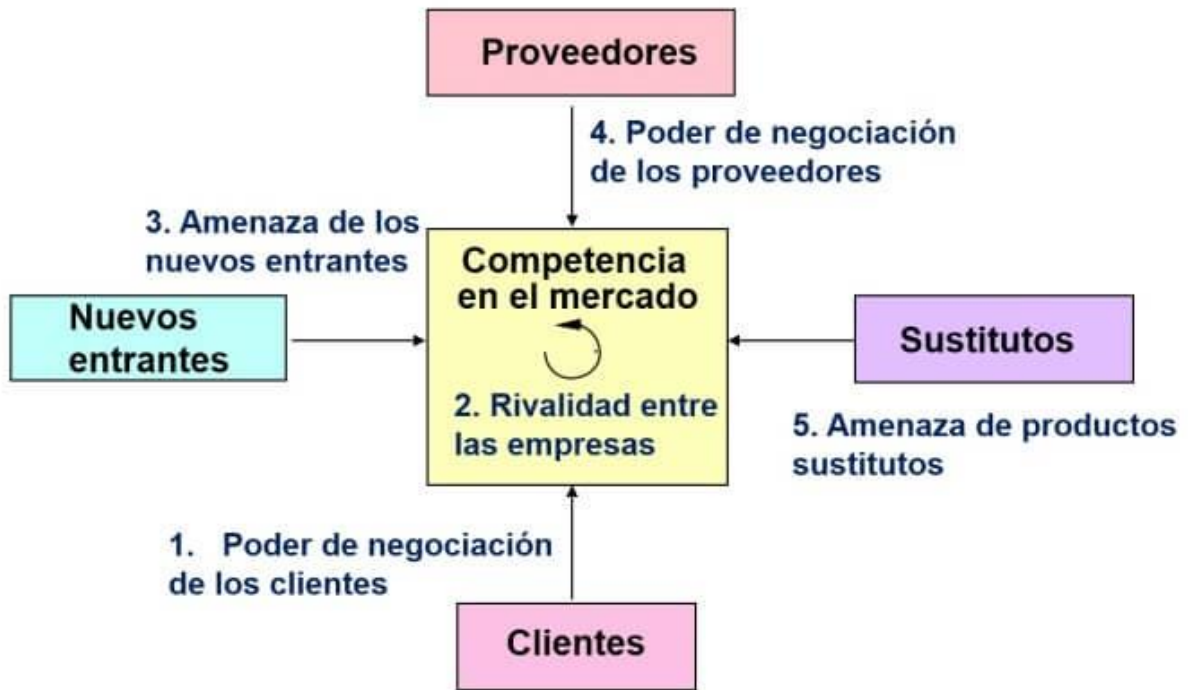 Proveedores
4. Poder de negociación
de los proveedores
3. Amenaza de los
nuevos entrantes
Competencia
en el mercado
Nuevos
entrantes
Sustitutos
2. Rivalidad entre
las empresas
5. Amenaza de productos
sustitutos
1. Poder de negociación
de los clientes
Clientes